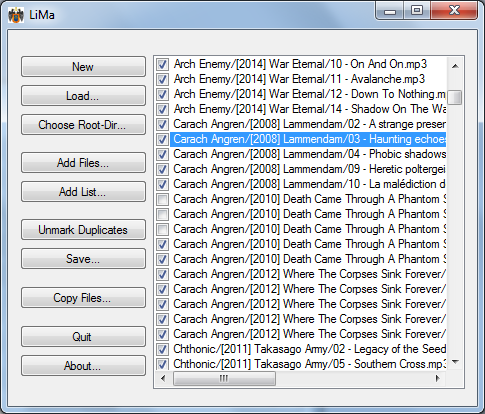 LiMa
New
Load...
Choose Root-Dir...
Add Files...
Add List...
Unmark Duplicates
Save...
Copy Files...
Quit
About...
Arch Enemy/[2014] War Eternal/10 - On And On.mp3
Arch Enemy/[2014] War Eternal/11 - Avalanche.mp3
Arch Enemy/[2014] War Eternal/12 - Down To Nothing.m
Arch Enemy/[2014] War Eternal/14 - Shadow On The Wa
Carach Angren/[2008] Lammendam/02 - A strange presen
Carach Angren/[2008] Lammendam/03 - Haunting echoes
Carach Angren/[2008] Lammendam/04 - Phobic shadows
Carach Angren/[2008] Lammendam/09 - Heretic poltergei
Carach Angren/[2008] Lammendam/10 - La malédiction d
Carach Angren/[2010] Death Came Through A Phantom S
Carach Angren/[2010] Death Came Through A Phantom S
Carach Angren/[2010] Death Came Through A Phantom S
Carach Angren/[2010] Death Came Through A Phantom S
Carach Angren/[2010] Death Came Through A Phantom S
Carach Angren/[2012] Where The Corpses Sink Forever/
Carach Angren/[2012] Where The Corpses Sink Forever/
Carach Angren/[2012] Where The Corpses Sink Forever/
Carach Angren/[2012] Where The Corpses Sink Forever/
Carach Angren/[2012] Where The Corpses Sink Forever/
Chthonic/[2011] Takasago Army/02 - Legacy of the Seed
Chthonic/[2011] Takasago Army/05 - Southern Cross.mp3